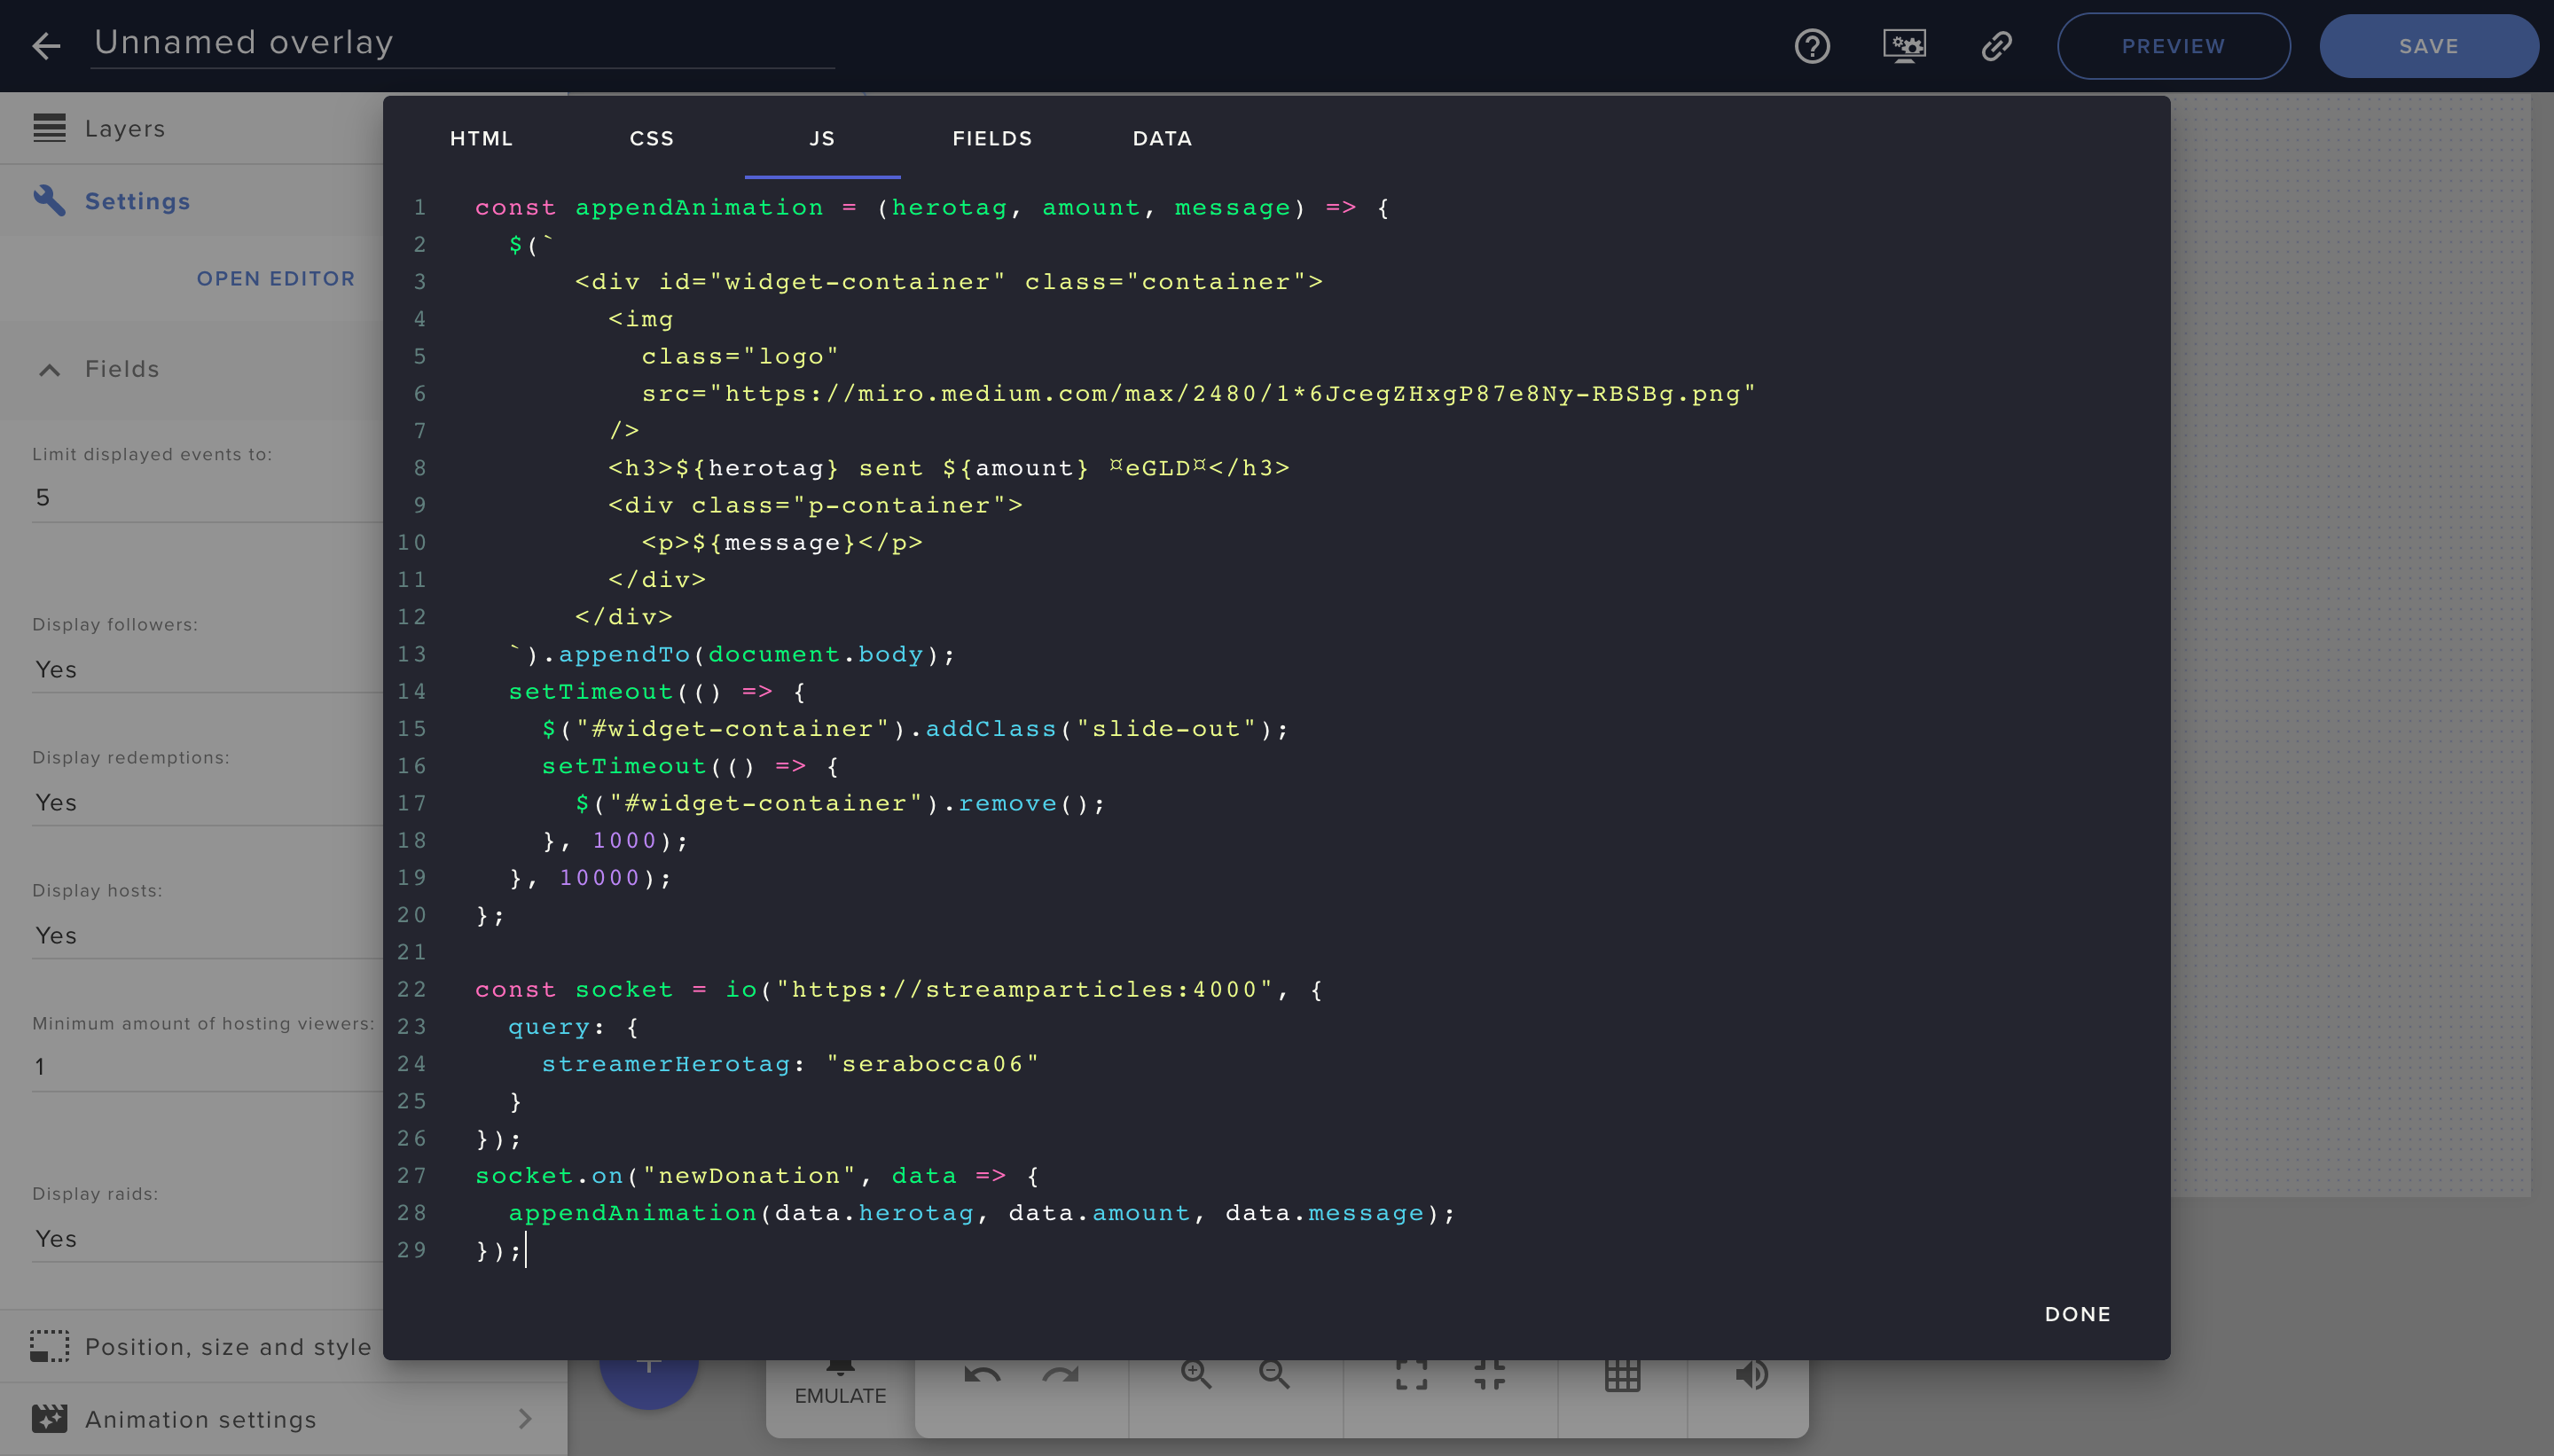 Unnamed overlay
PREVIEW
SAVE
Layers
Settings
OPEN EDITOR
Fields
Limit displayed events to:
5
Display followers:
Yes
Display redemptions:
Yes
Display hosts:
Yes
Minimum amount of hosting viewers:
1
Display raids:
Yes
Position, size and style
Animation settings
HTML CSS JS FIELDS DATA
1 const appendAnimation = (herotag, amount, message) => {
2 $(`
3 <div id="widget-container" class="container">
4 <img
5 class="logo"
6 src="https://miro.medium.com/max/2480/1*6JcegZHxgP87e8Ny-RBSBg.png"
7 />
8 <h3>${herotag} sent ${amount} ¤eGLD¤</h3>
9 <div class="p-container">
10 <p>${message}</p>
11 </div>
12 </div>
13 `).appendTo(document.body);
14 setTimeout(() => {
15 $("#widget-container").addClass("slide-out");
16 setTimeout(() => {
17 $("#widget-container").remove();
18 }, 1000);
19 }, 10000);
20 };
21
22 const socket = io("https://streamparticles:4000", {
23 query: {
24 streamerHerotag: "serabocca06"
25 }
26 });
27 socket.on("newDonation", data => {
28 appendAnimation(data.herotag, data.amount, data.message);
29 });
DONE
EMULATE